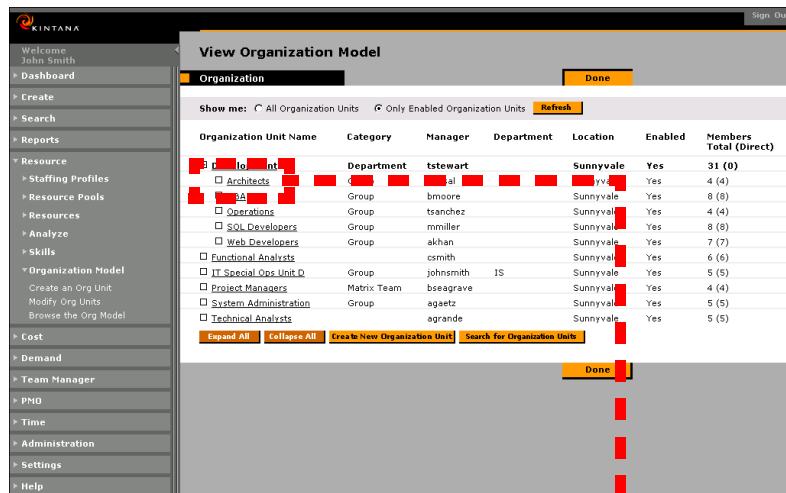 KINTANA
Sign Ou
Welcome
John Smith
View Organization Model
Dashboard
Organization
Done
Create
Search
Reports
Resource
Staffing Profiles
Resource Pools
Resources
Analyze
Skills
Organization Model
Create an Org Unit
Modify Org Units
Browse the Org Model
Cost
Demand
Team Manager
PMO
Time
Administration
Settings
Help
Show me: All Organization Units Only Enabled Organization Units Refresh
Organization Unit Name Category Manager Department Location Enabled Members Total (Direct)
Department tstewart Sunnyvale Yes 31 (0)
Architects Yes 4 (4)
Group bmoore Sunnyvale Yes 8 (8)
Operations Group tsanchez Sunnyvale Yes 4 (4)
SQL Developers Group mmiller Sunnyvale Yes 8 (8)
Web Developers Group akhan Sunnyvale Yes 7 (7)
Functional Analysts csmith Sunnyvale Yes 6 (6)
IT Special Ops Unit D Group johnsmith IS Sunnyvale Yes 5 (5)
Project Managers Matrix Team bseagrave Sunnyvale Yes 4 (4)
System Administration Group agaetz Sunnyvale Yes 5 (5)
Technical Analysts agrande Sunnyvale Yes 5 (5)
Expand All Collapse All Create New Organization Unit Search for Organization Units
Done